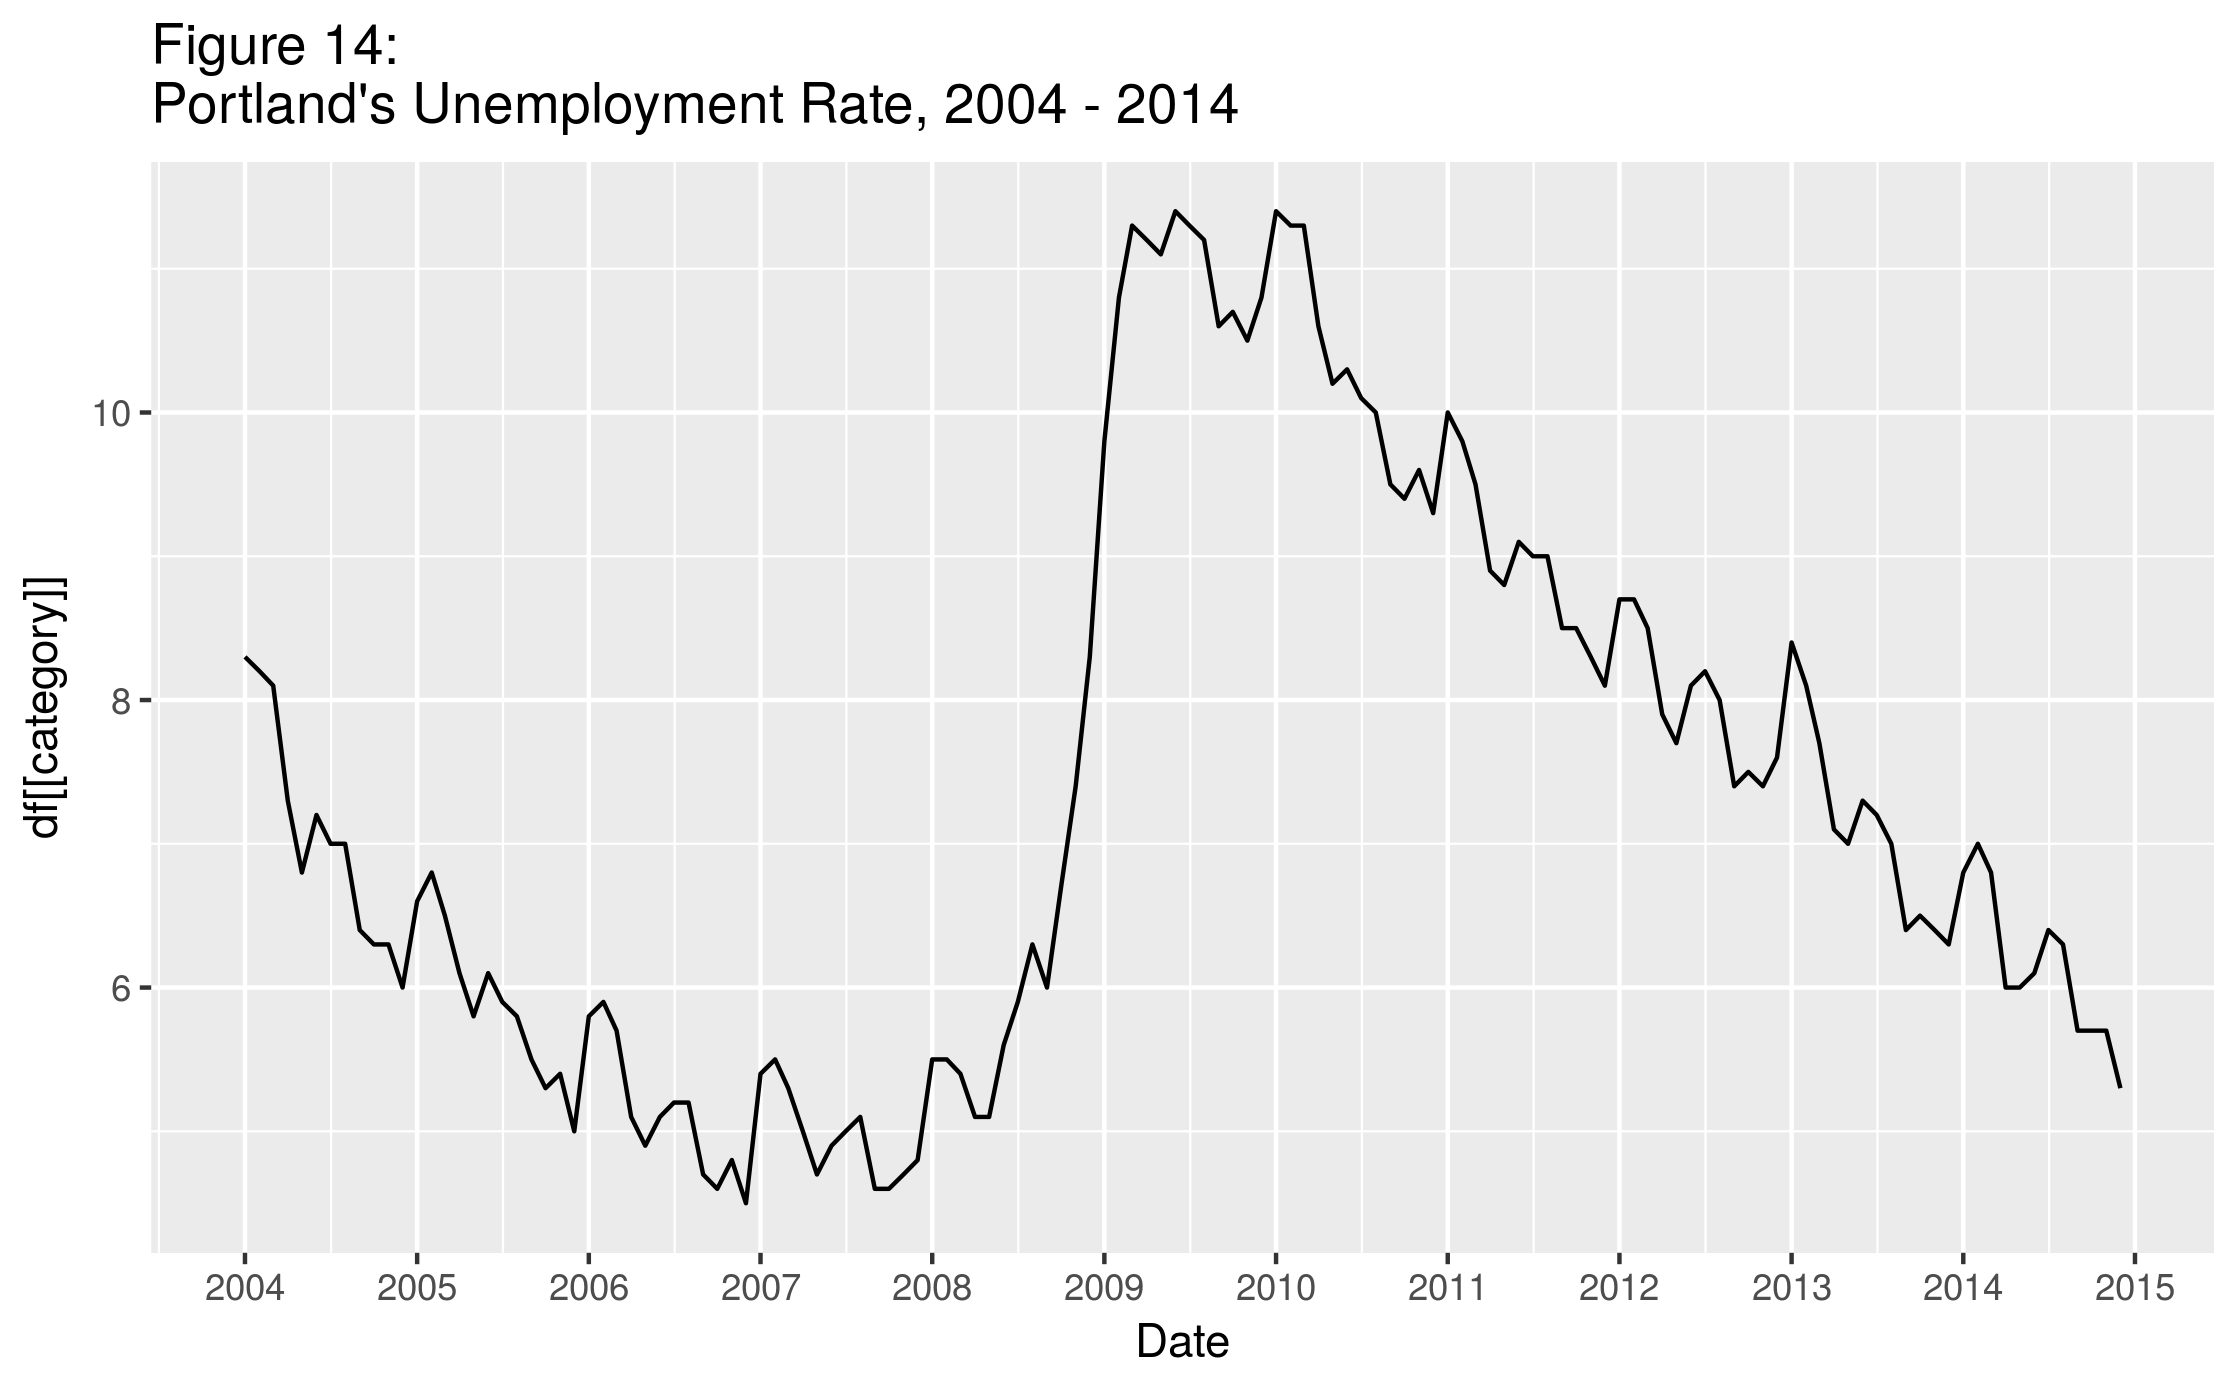 Figure 14:
Portland's Unemployment Rate, 2004 - 2014
df[[category]]
10
8
6
2004 2005 2006 2007 2008 2009 2010 2011 2012 2013 2014 2015
Date